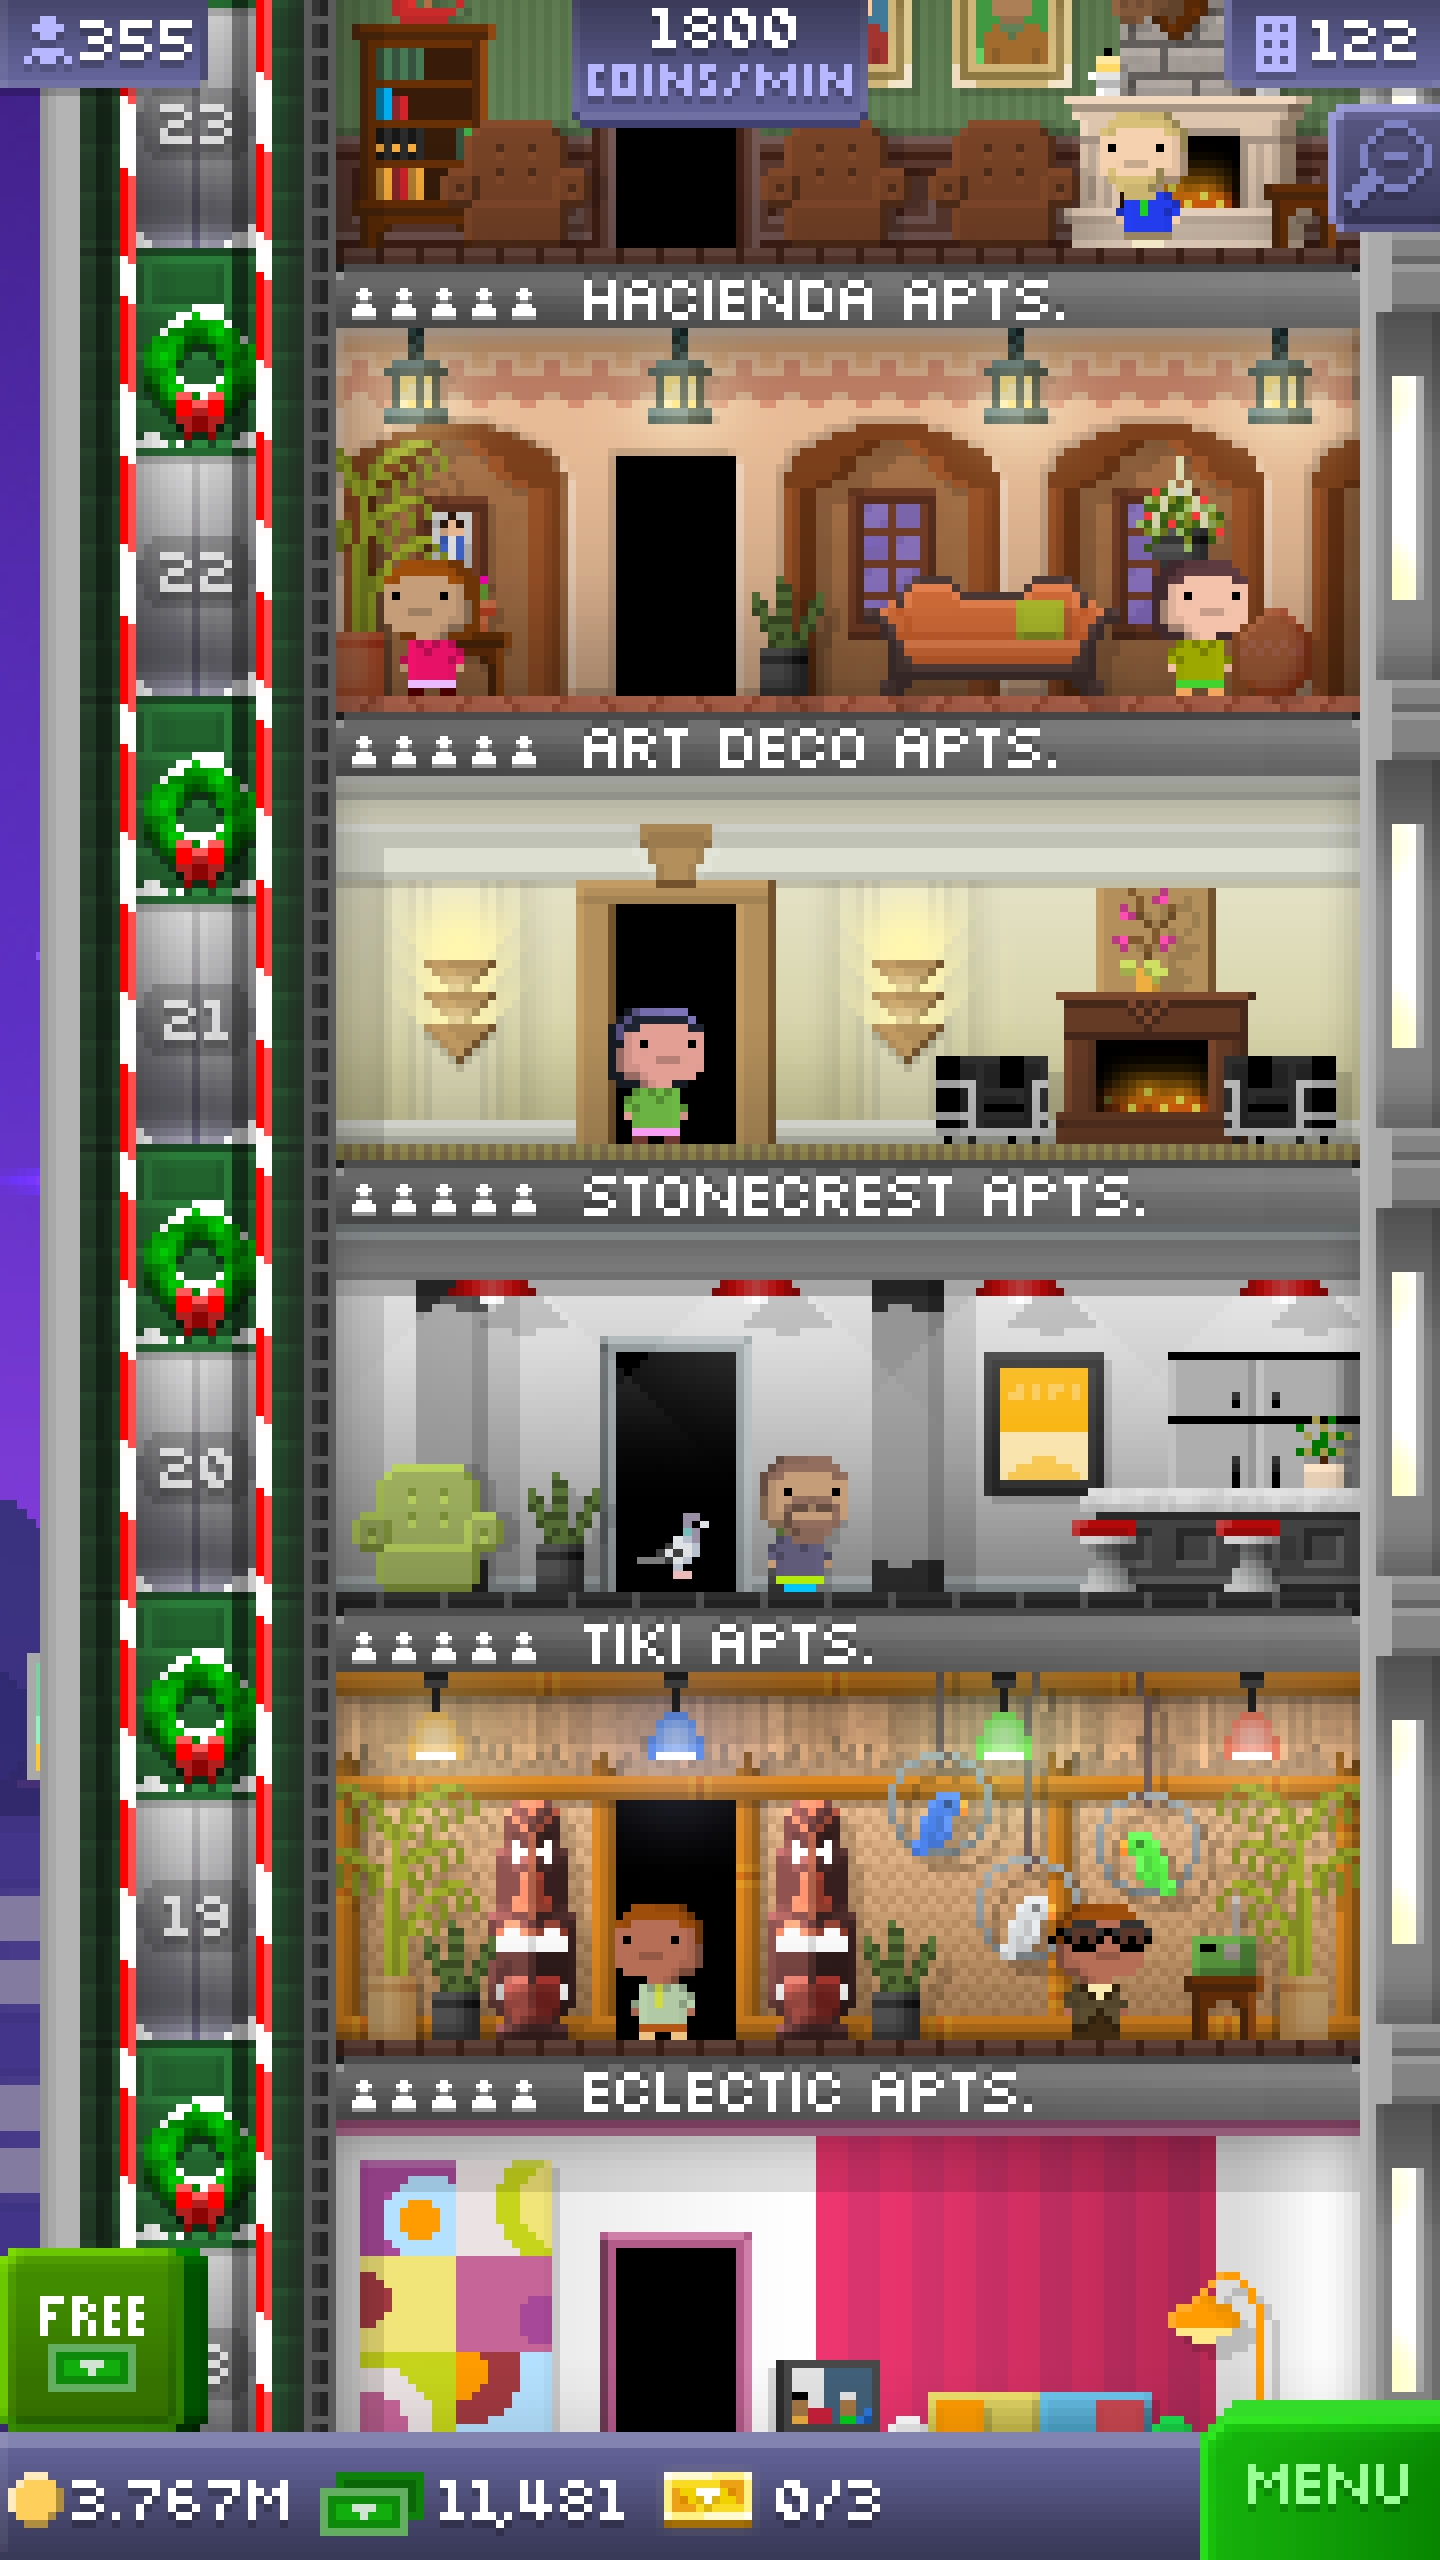 355
1800
COINS/MIN
122
23
HACIENDA APTS.
22
ART DECO APTS.
21
STONECREST APTS.
20
TIKI APTS.
19
ECLECTIC APTS.
FREE
3.767M
11,481
0/3
MENU